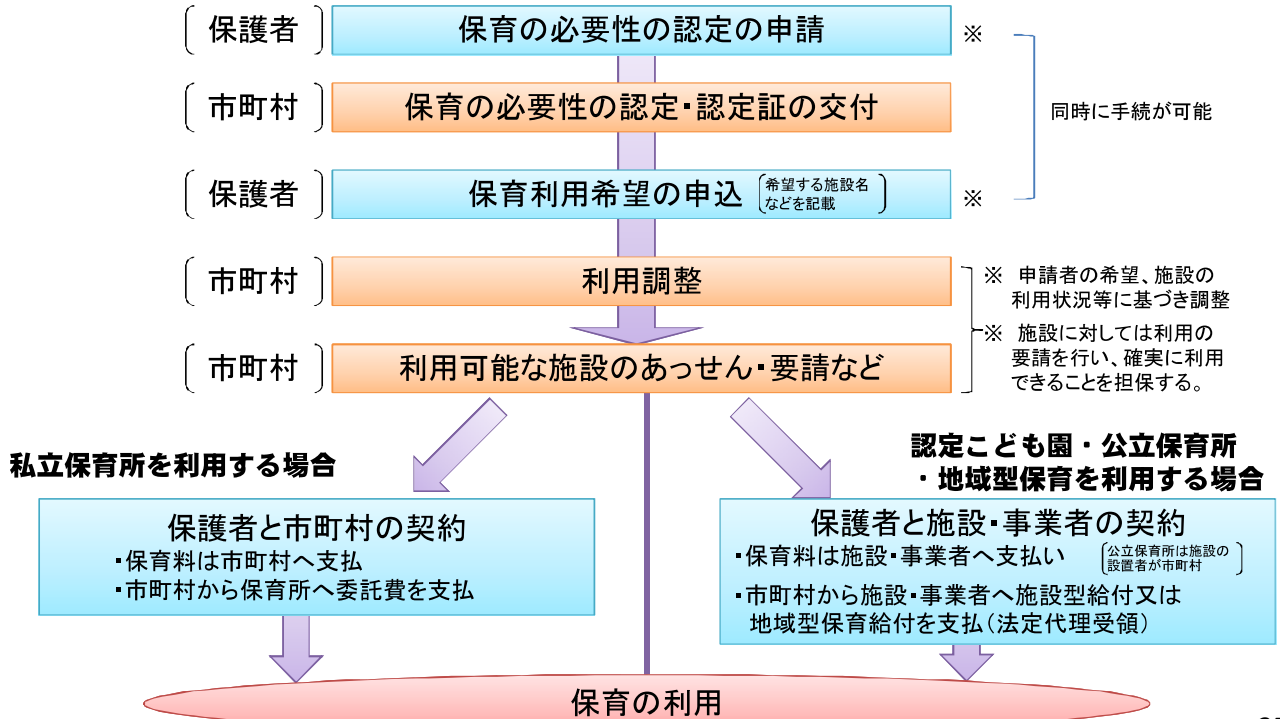 保護者 保育の必要性の認定の申請 ※
市町村 保育の必要性の認定・認定証の交付
同時に手続が可能
保護者 保育利用希望の申込 希望する施設名
などを記載 ※
市町村 利用調整
※ 申請者の希望、施設の
利用状況等に基づき調整
※ 施設に対しては利用の
要請を行い、確実に利用
できることを担保する。
市町村 利用可能な施設のあっせん・要請など
私立保育所を利用する場合
保護者と市町村の契約
・保育料は市町村へ支払
・市町村から保育所へ委託費を支払
認定こども園・公立保育所
・地域型保育を利用する場合
保護者と施設・事業者の契約
・保育料は施設・事業者へ支払い 公立保育所は施設の
設置者が市町村
・市町村から施設・事業者へ施設型給付又は
地域型保育給付を支払(法定代理受領)
保育の利用